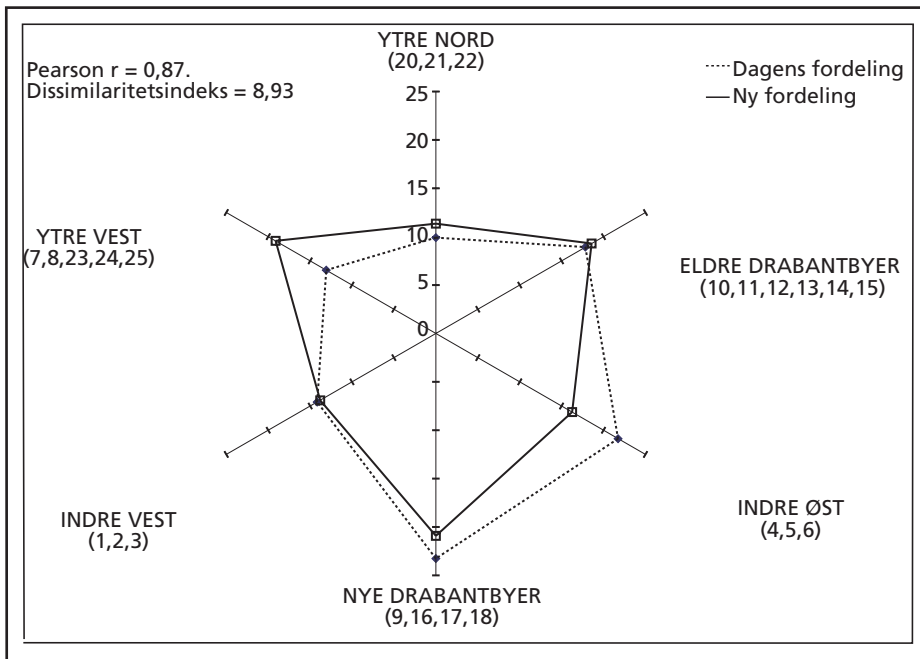 Pearson r = 0,87.
Dissimilaritetsindeks = 8,93
YTRE NORD
(20,21,22)
Dagens fordeling
Ny fordeling
25
20
15
10
5
0
YTRE VEST
(7,8,23,24,25)
ELDRE DRABANTBYER
(10,11,12,13,14,15)
INDRE VEST
(1,2,3)
INDRE ØST
(4,5,6)
NYE DRABANTBYER
(9,16,17,18)